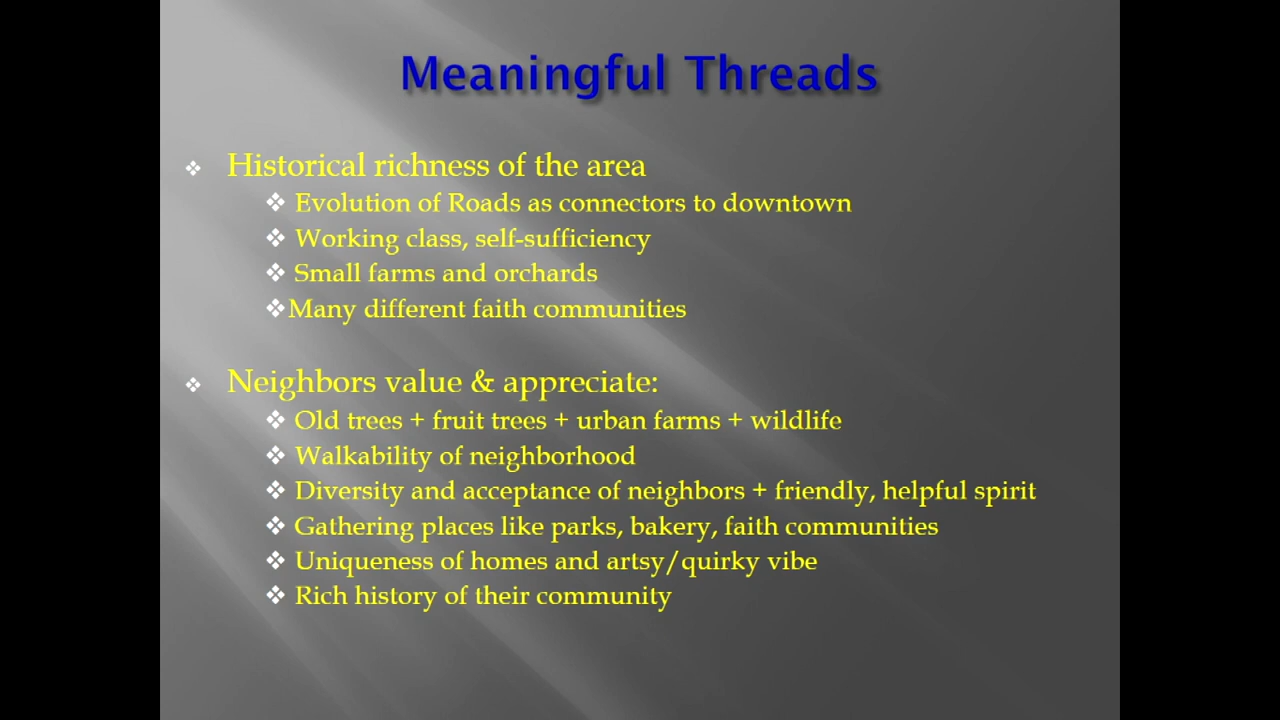 Meaningful Threads
❖ Historical richness of the area
❖ Evolution of Roads as connectors to downtown
❖ Working class, self-sufficiency
❖ Small farms and orchards
❖Many different faith communities
❖ Neighbors value & appreciate:
❖ Old trees + fruit trees + urban farms + wildlife
❖ Walkability of neighborhood
❖ Diversity and acceptance of neighbors + friendly, helpful spirit
❖ Gathering places like parks, bakery, faith communities
❖ Uniqueness of homes and artsy/quirky vibe
❖ Rich history of their community